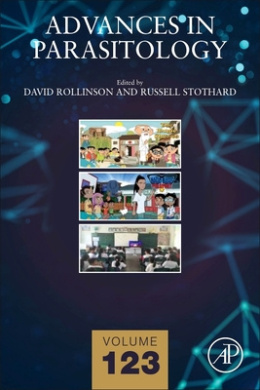 ADVANCES IN
PARASITOLOGY
Edited by
DAVID ROLLINSON AND RUSSELL STOTHARD
VOLUME
123
AP